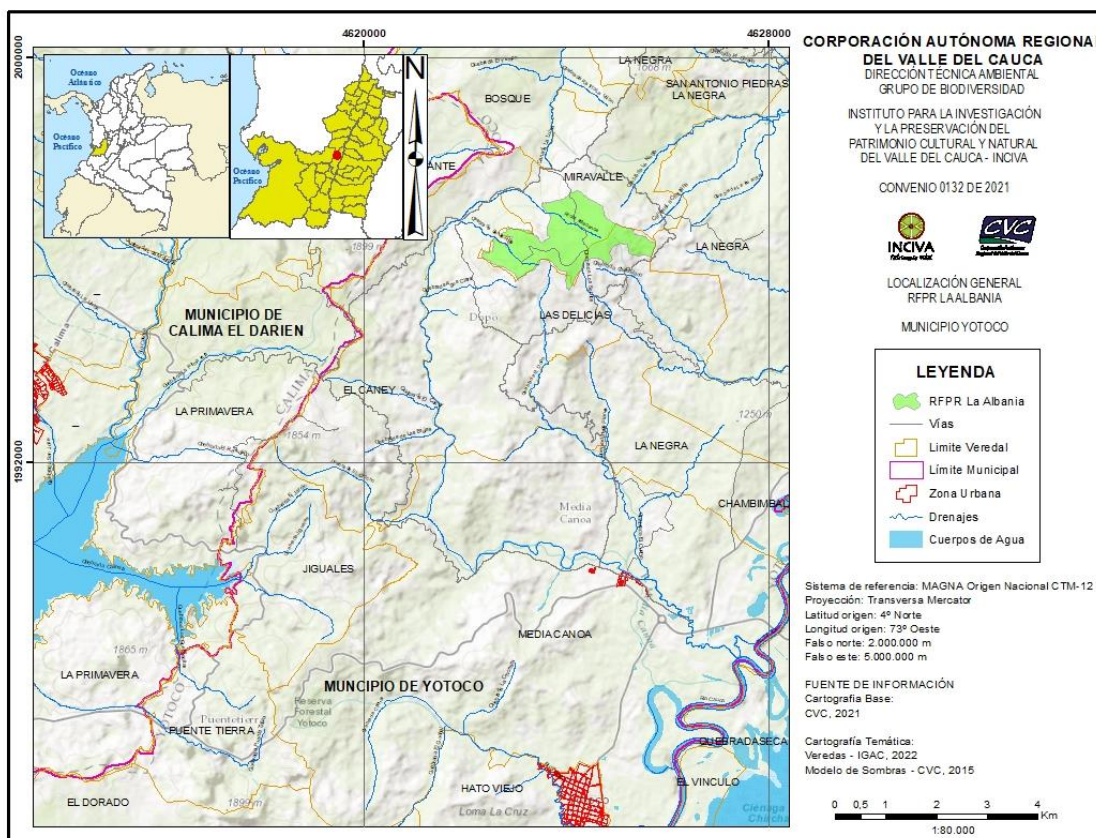 4620000
4628000
2000000
1992000
Océano
Atlántico
Océano
Pacífico
Océano
Pacífico
N
LA NEGRA
1668 m
SAN ANTONIO PIEDRAS
LA NEGRA
BOSQUE
MIRAVALLE
LA NEGRA
1899 m
MUNICIPIO DE
CALIMA EL DARIEN
Dopo
LAS DELICIAS
Calima
CALIMA
EL CANEY
LA PRIMAVERA
1854 m
1250 m
LA NEGRA
Media
Canoa
CHAMBIMBAL
JIGUALES
MEDIA CANOA
1865 m
LA PRIMAVERA
YOTOCO
MUNCIPIO DE YOTOCO
Reserva
Forestal
Yotoco
Puentetierra
PUENTE TIERRA
QUEBRADASECA
EL VINCULO
HATO VIEJO
EL DORADO
1899 m
Loma La Cruz
Ciénaga
Chircha
CORPORACIÓN AUTÓNOMA REGIONAL
DEL VALLE DEL CAUCA
DIRECCIÓN TÉCNICA AMBIENTAL
GRUPO DE BIODIVERSIDAD
INSTITUTO PARA LA INVESTIGACIÓN
Y LA PRESERVACIÓN DEL
PATRIMONIO CULTURAL Y NATURAL
DEL VALLE DEL CAUCA - INCIVA
CONVENIO 0132 DE 2021
INCIVA
CVC
LOCALIZACIÓN GENERAL
RFPR LA ALBANIA
MUNICIPIO YOTOCO
LEYENDA
RFPR La Albania
Vías
Limite Veredal
Límite Municipal
Zona Urbana
Drenajes
Cuerpos de Agua
Sistema de referencia: MAGNA Origen Nacional CTM-12
Proyección: Transversa Mercator
Latitud origen: 4º Norte
Longitud origen: 73º Oeste
Falso norte: 2.000.000 m
Falso este: 5.000.000 m
FUENTE DE INFORMACIÓN
Cartografía Base:
CVC, 2021
Cartografía Temática:
Veredas - IGAC, 2022
Modelo de Sombras - CVC, 2015
0 0,5 1 2 3 4
Km
1:80.000